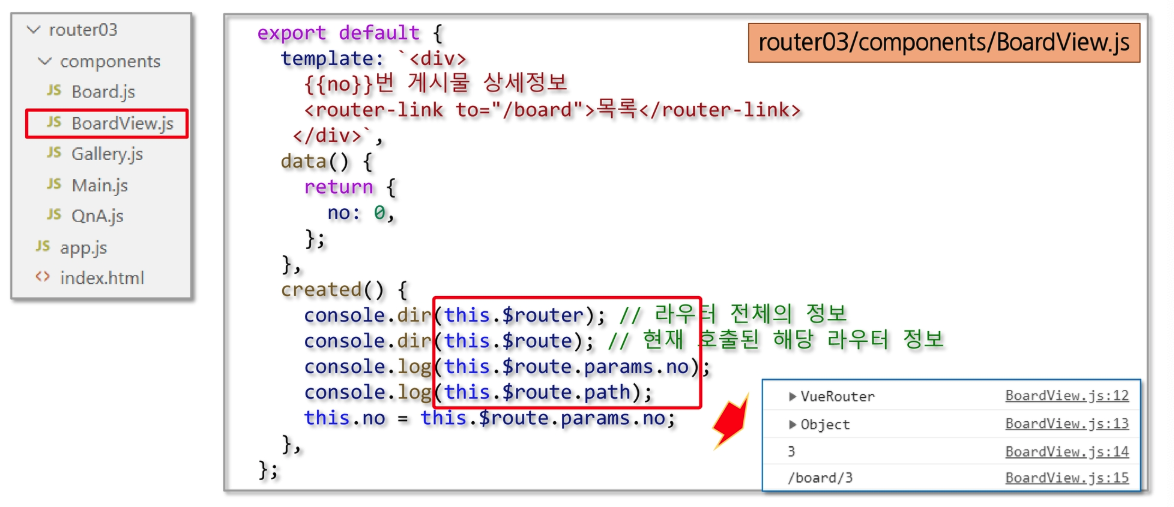 router03
components
JS Board.js
JS BoardView.js
JS Gallery.js
JS Main.js
JS QnA.js
JS app.js
<> index.html
router03/components/BoardView.js
export default {
  template: `<div>
    {{no}}번 게시물 상세정보
    <router-link to="/board">목록</router-link>
   </div>`,
  data() {
    return {
      no: 0,
    };
  },
  created() {
    console.dir(this.$router); // 라우터 전체의 정보
    console.dir(this.$route); // 현재 호출된 해당 라우터 정보
    console.log(this.$route.params.no);
    console.log(this.$route.path);
    this.no = this.$route.params.no;
  },
};
VueRouter BoardView.js:12
Object BoardView.js:13
3 BoardView.js:14
/board/3 BoardView.js:15